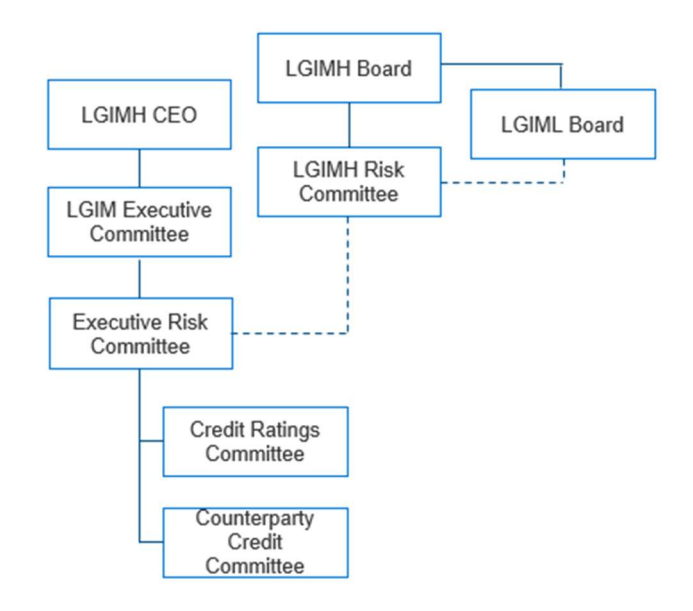 LGIMH Board
LGIMH CEO
LGIML Board
LGIMH Risk
Committee
LGIM Executive
Committee
Executive Risk
Committee
Credit Ratings
Committee
Counterparty
Credit
Committee